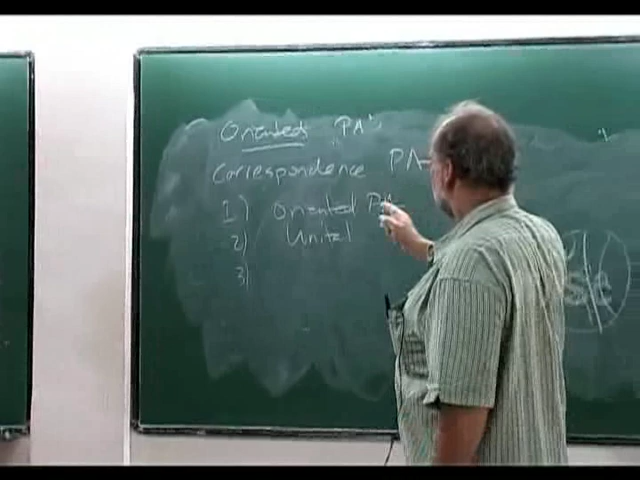 Oriented PA's
Correspondence PA-
1) Oriented PA
2) Unital
3)